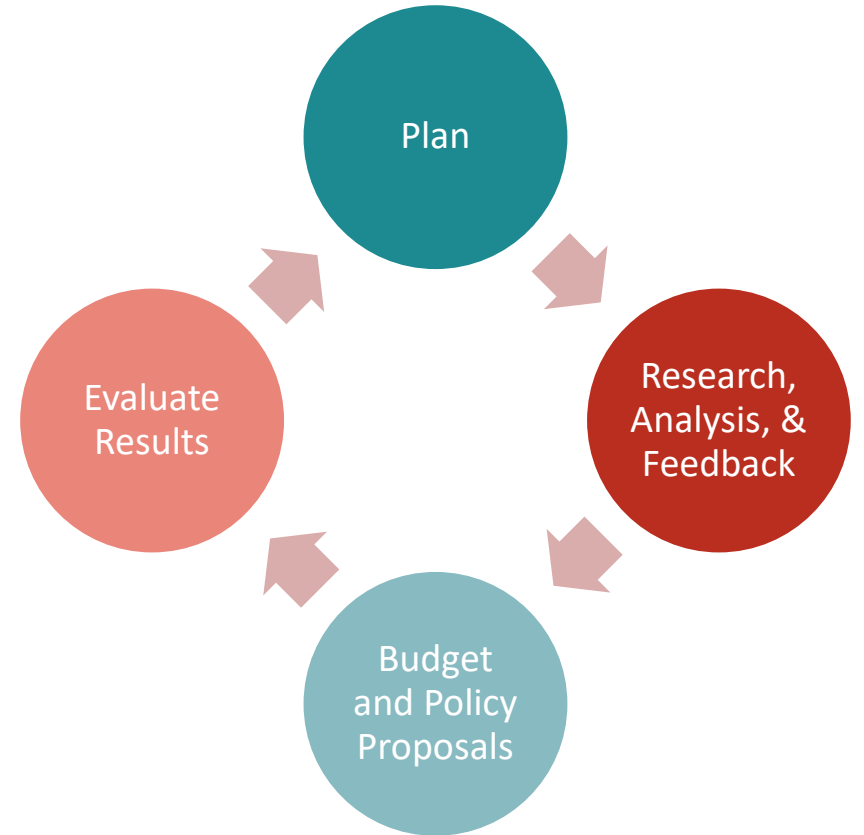 Plan
Research,
Analysis, &
Feedback
Budget
and Policy
Proposals
Evaluate
Results